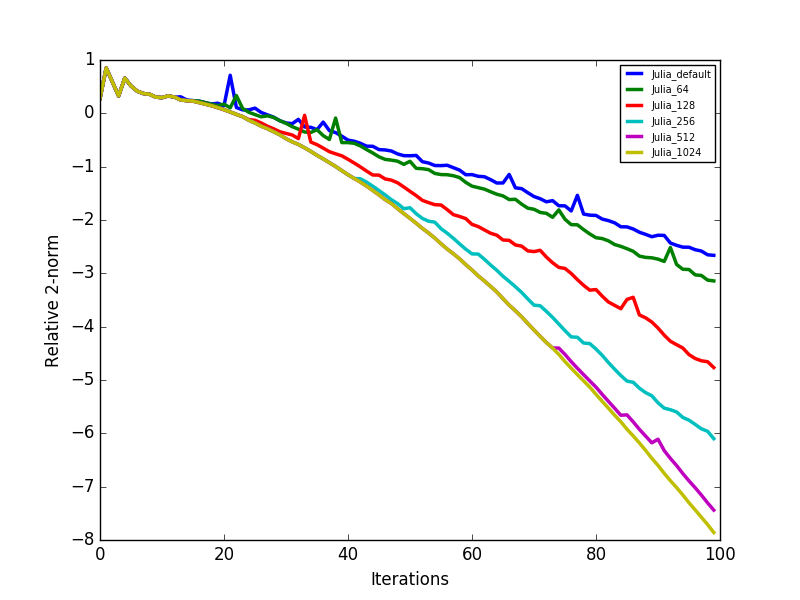 1
0
−1
−2
−3
−4
−5
−6
−7
−8
Relative 2-norm
Julia_default
Julia_64
Julia_128
Julia_256
Julia_512
Julia_1024
0 20 40 60 80 100
Iterations